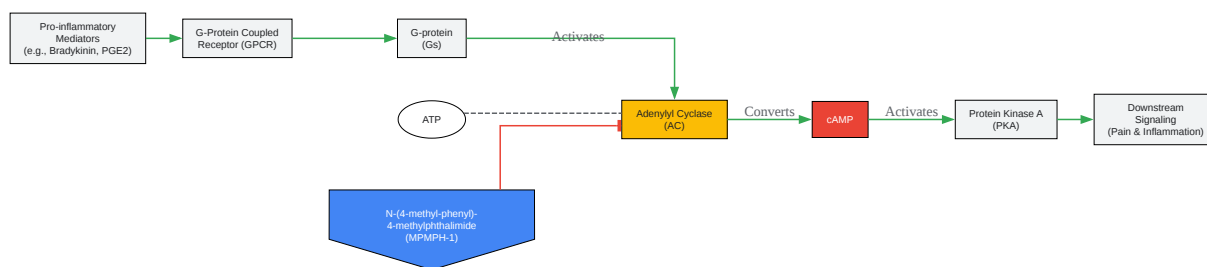 Pro-inflammatory
Mediators
(e.g., Bradykinin, PGE2)
G-Protein Coupled
Receptor (GPCR)
G-protein
(Gs)
Activates
ATP
Adenylyl Cyclase
(AC)
Converts
cAMP
Activates
Protein Kinase A
(PKA)
Downstream
Signaling
(Pain & Inflammation)
N-(4-methyl-phenyl)-
4-methylphthalimide
(MPMPH-1)